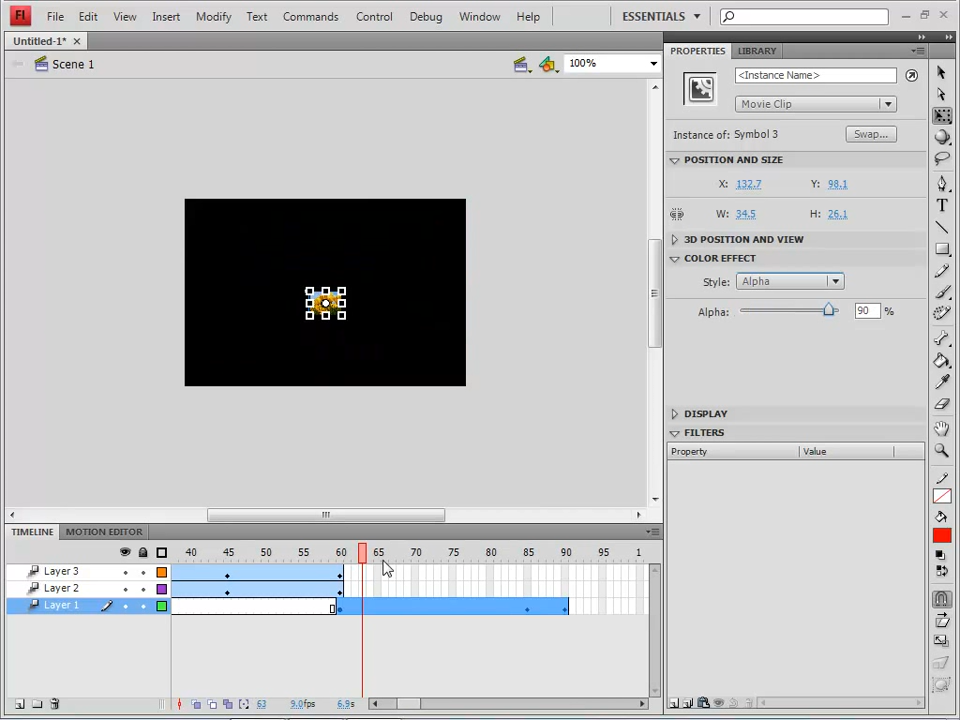 Fl File Edit View Insert Modify Text Commands Control Debug Window Help ESSENTIALS
Untitled-1* ×
Scene 1 100%
PROPERTIES LIBRARY
<Instance Name>
Movie Clip
Instance of: Symbol 3 Swap...
POSITION AND SIZE
X: 132.7 Y: 98.1
W: 34.5 H: 26.1
3D POSITION AND VIEW
COLOR EFFECT
Style: Alpha
Alpha: 90 %
DISPLAY
FILTERS
Property Value
TIMELINE MOTION EDITOR
40 45 50 55 60 65 70 75 80 85 90 95 1
Layer 3
Layer 2
Layer 1
63 9.0fps 6.9s